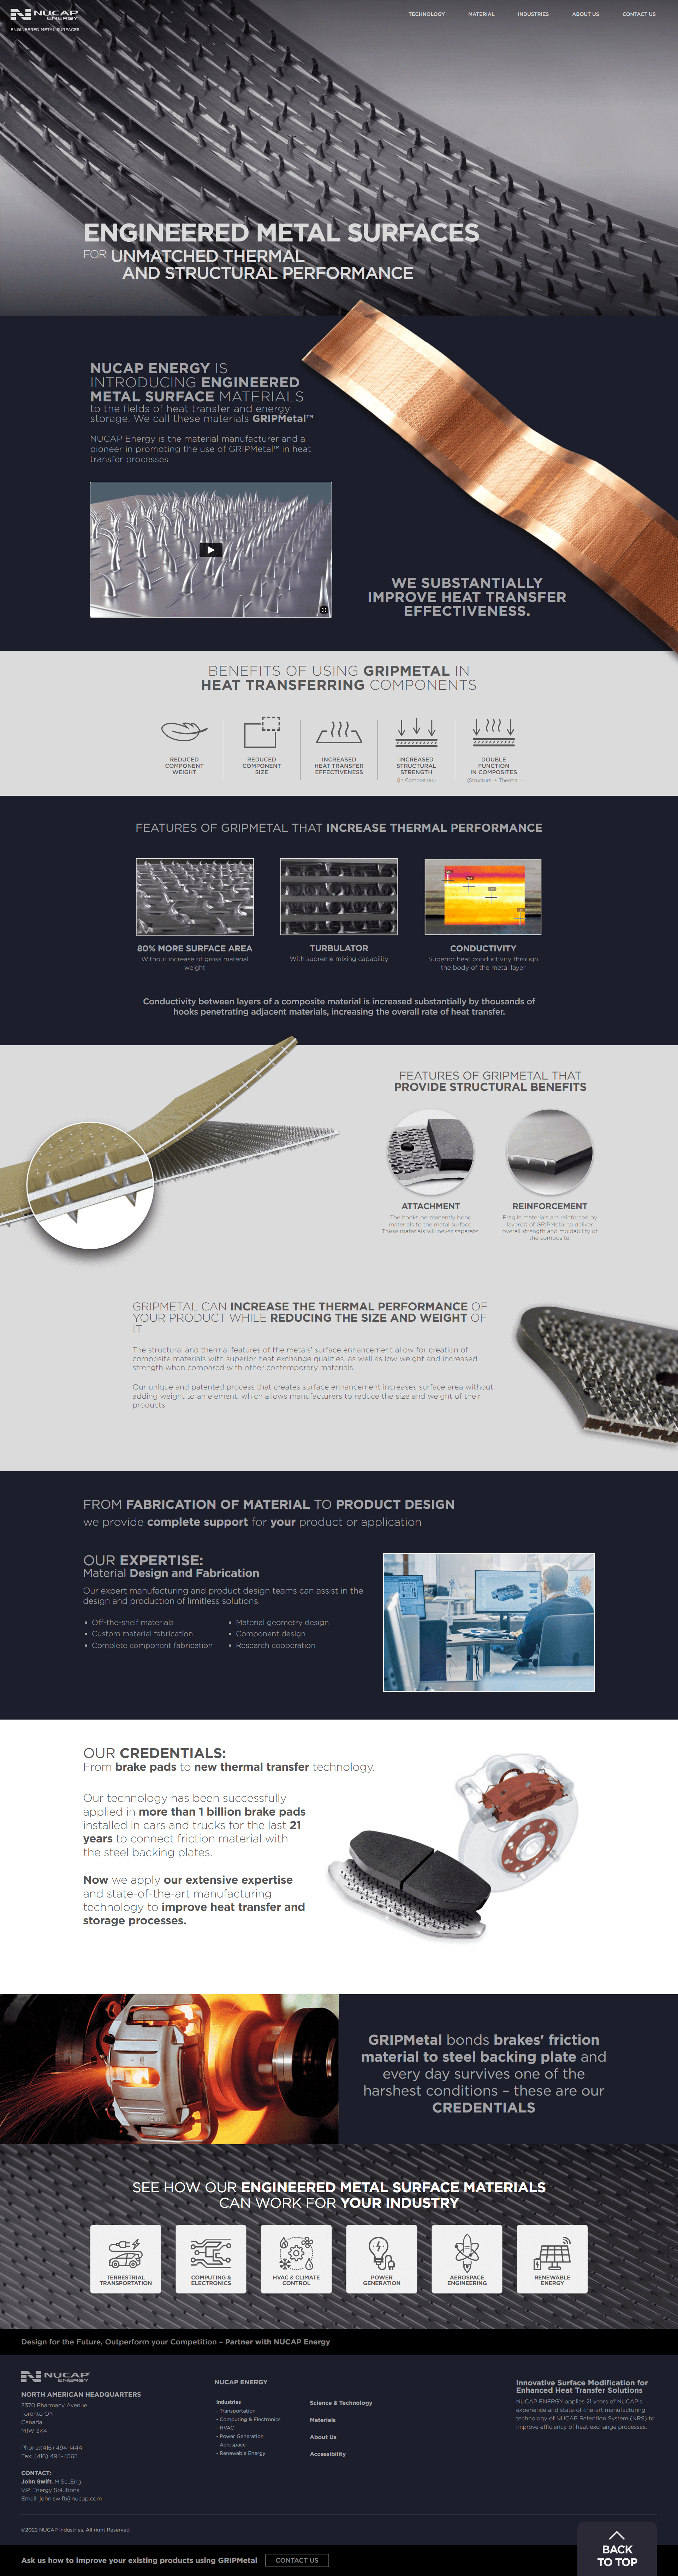 NUCAP
ENERGY
ENGINEERED METAL SURFACES
TECHNOLOGY
MATERIAL
INDUSTRIES
ABOUT US
CONTACT US
ENGINEERED METAL SURFACES
FOR UNMATCHED THERMAL
AND STRUCTURAL PERFORMANCE
NUCAP ENERGY IS
INTRODUCING ENGINEERED
METAL SURFACE MATERIALS
to the fields of heat transfer and energy
storage. We call these materials GRIPMetal™
NUCAP Energy is the material manufacturer and a
pioneer in promoting the use of GRIPMetal™ in heat
transfer processes
WE SUBSTANTIALLY
IMPROVE HEAT TRANSFER
EFFECTIVENESS.
BENEFITS OF USING GRIPMETAL IN
HEAT TRANSFERRING COMPONENTS
REDUCED
COMPONENT
WEIGHT
REDUCED
COMPONENT
SIZE
INCREASED
HEAT TRANSFER
EFFECTIVENESS
INCREASED
STRUCTURAL
STRENGTH
(In Composites)
DOUBLE
FUNCTION
IN COMPOSITES
(Structural + Thermal)
FEATURES OF GRIPMETAL THAT INCREASE THERMAL PERFORMANCE
80% MORE SURFACE AREA
Without increase of gross material
weight
TURBULATOR
With supreme mixing capability
CONDUCTIVITY
Superior heat conductivity through
the body of the metal layer
Conductivity between layers of a composite material is increased substantially by thousands of
hooks penetrating adjacent materials, increasing the overall rate of heat transfer.
FEATURES OF GRIPMETAL THAT
PROVIDE STRUCTURAL BENEFITS
ATTACHMENT
The hooks permanently bond
materials to the metal surface.
These materials will never separate.
REINFORCEMENT
Fragile materials are reinforced by
layer(s) of GRIPMetal to deliver
overall strength and moldability of
the composite
GRIPMETAL CAN INCREASE THE THERMAL PERFORMANCE OF
YOUR PRODUCT WHILE REDUCING THE SIZE AND WEIGHT OF
IT
The structural and thermal features of the metals' surface enhancement allow for creation of
composite materials with superior heat exchange qualities, as well as low weight and increased
strength when compared with other contemporary materials.
Our unique and patented process that creates surface enhancement increases surface area without
adding weight to an element, which allows manufacturers to reduce the size and weight of their
products.
FROM FABRICATION OF MATERIAL TO PRODUCT DESIGN
we provide complete support for your product or application
OUR EXPERTISE:
Material Design and Fabrication
Our expert manufacturing and product design teams can assist in the
design and production of limitless solutions.
• Off-the-shelf materials
• Custom material fabrication
• Complete component fabrication
• Material geometry design
• Component design
• Research cooperation
OUR CREDENTIALS:
From brake pads to new thermal transfer technology.
Our technology has been successfully
applied in more than 1 billion brake pads
installed in cars and trucks for the last 21
years to connect friction material with
the steel backing plates.
Now we apply our extensive expertise
and state-of-the-art manufacturing
technology to improve heat transfer and
storage processes.
GRIPMetal bonds brakes' friction
material to steel backing plate and
every day survives one of the
harshest conditions – these are our
CREDENTIALS
SEE HOW OUR ENGINEERED METAL SURFACE MATERIALS
CAN WORK FOR YOUR INDUSTRY
TERRESTRIAL
TRANSPORTATION
COMPUTING &
ELECTRONICS
HVAC & CLIMATE
CONTROL
POWER
GENERATION
AEROSPACE
ENGINEERING
RENEWABLE
ENERGY
Design for the Future, Outperform your Competition – Partner with NUCAP Energy
NUCAP
ENERGY
NORTH AMERICAN HEADQUARTERS
3370 Pharmacy Avenue
Toronto ON
Canada
M1W 3K4
Phone:(416) 494-1444
Fax: (416) 494-4565
CONTACT:
John Swift, M.Sc.,Eng.
V.P. Energy Solutions
Email: john.swift@nucap.com
NUCAP ENERGY
Industries
- Transportation
- Computing & Electronics
- HVAC
- Power Generation
- Aerospace
- Renewable Energy
Science & Technology
Materials
About Us
Accessibility
Innovative Surface Modification for
Enhanced Heat Transfer Solutions
NUCAP ENERGY applies 21 years of NUCAP's
experience and state-of-the-art manufacturing
technology of NUCAP Retention System (NRS) to
improve efficiency of heat exchange processes.
©2022 NUCAP Industries. All right Reserved
BACK
TO TOP
Ask us how to improve your existing products using GRIPMetal
CONTACT US